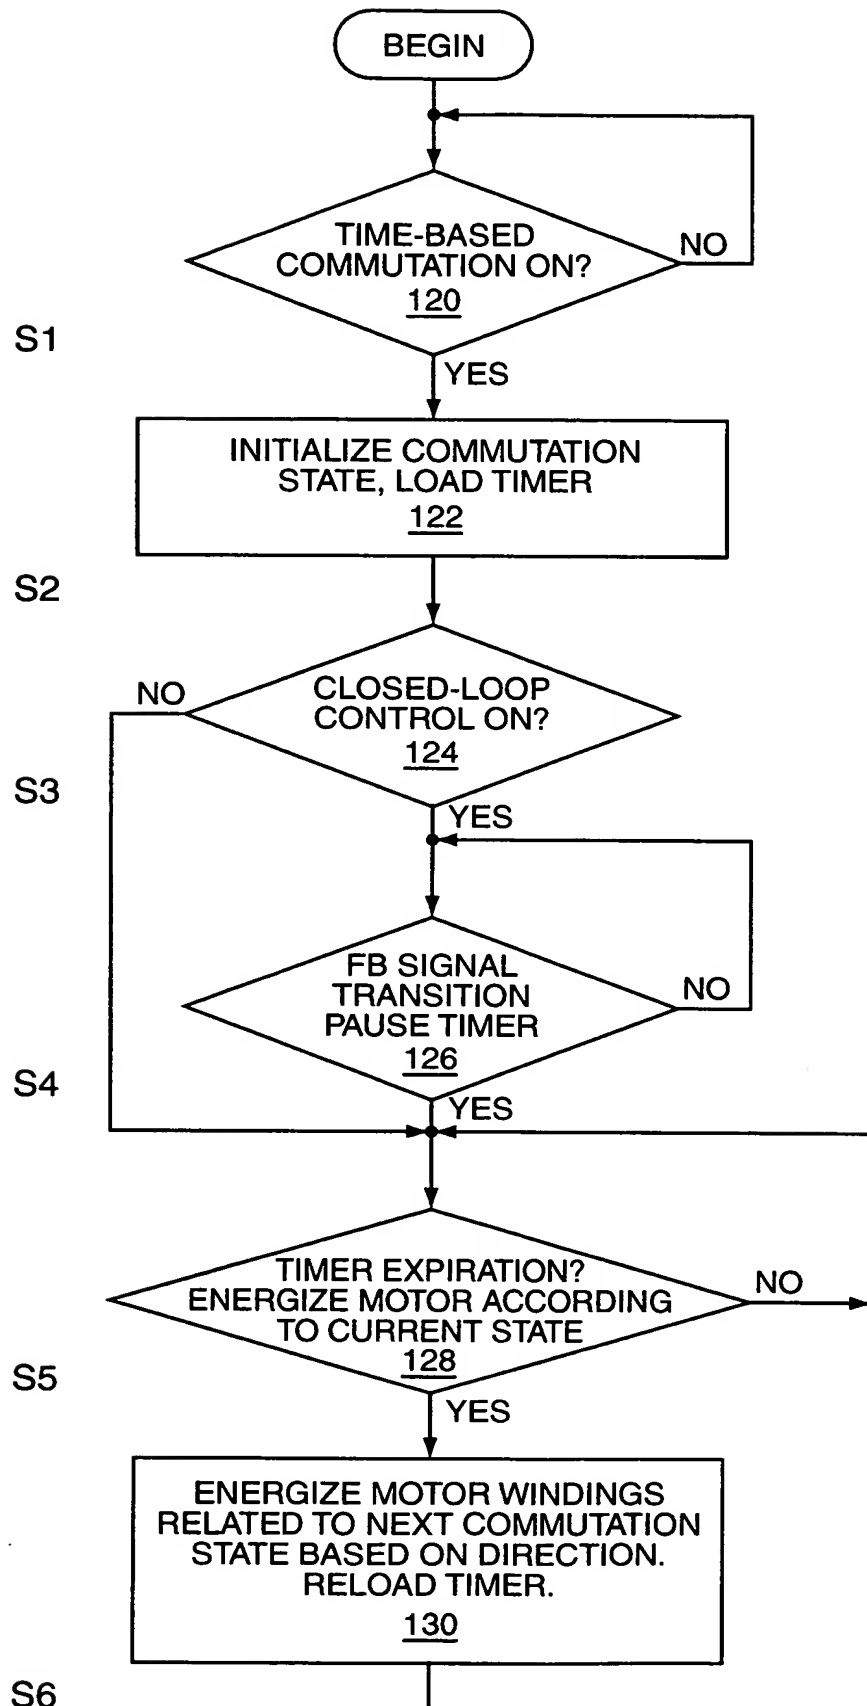 BEGIN
TIME-BASED
COMMUTATION ON?
120
NO
S1
YES
INITIALIZE COMMUTATION
STATE, LOAD TIMER
122
S2
NO
CLOSED-LOOP
CONTROL ON?
124
S3
YES
FB SIGNAL
TRANSITION
PAUSE TIMER
126
NO
S4
YES
TIMER EXPIRATION?
ENERGIZE MOTOR ACCORDING
TO CURRENT STATE
128
NO
S5
YES
ENERGIZE MOTOR WINDINGS
RELATED TO NEXT COMMUTATION
STATE BASED ON DIRECTION.
RELOAD TIMER.
130
S6